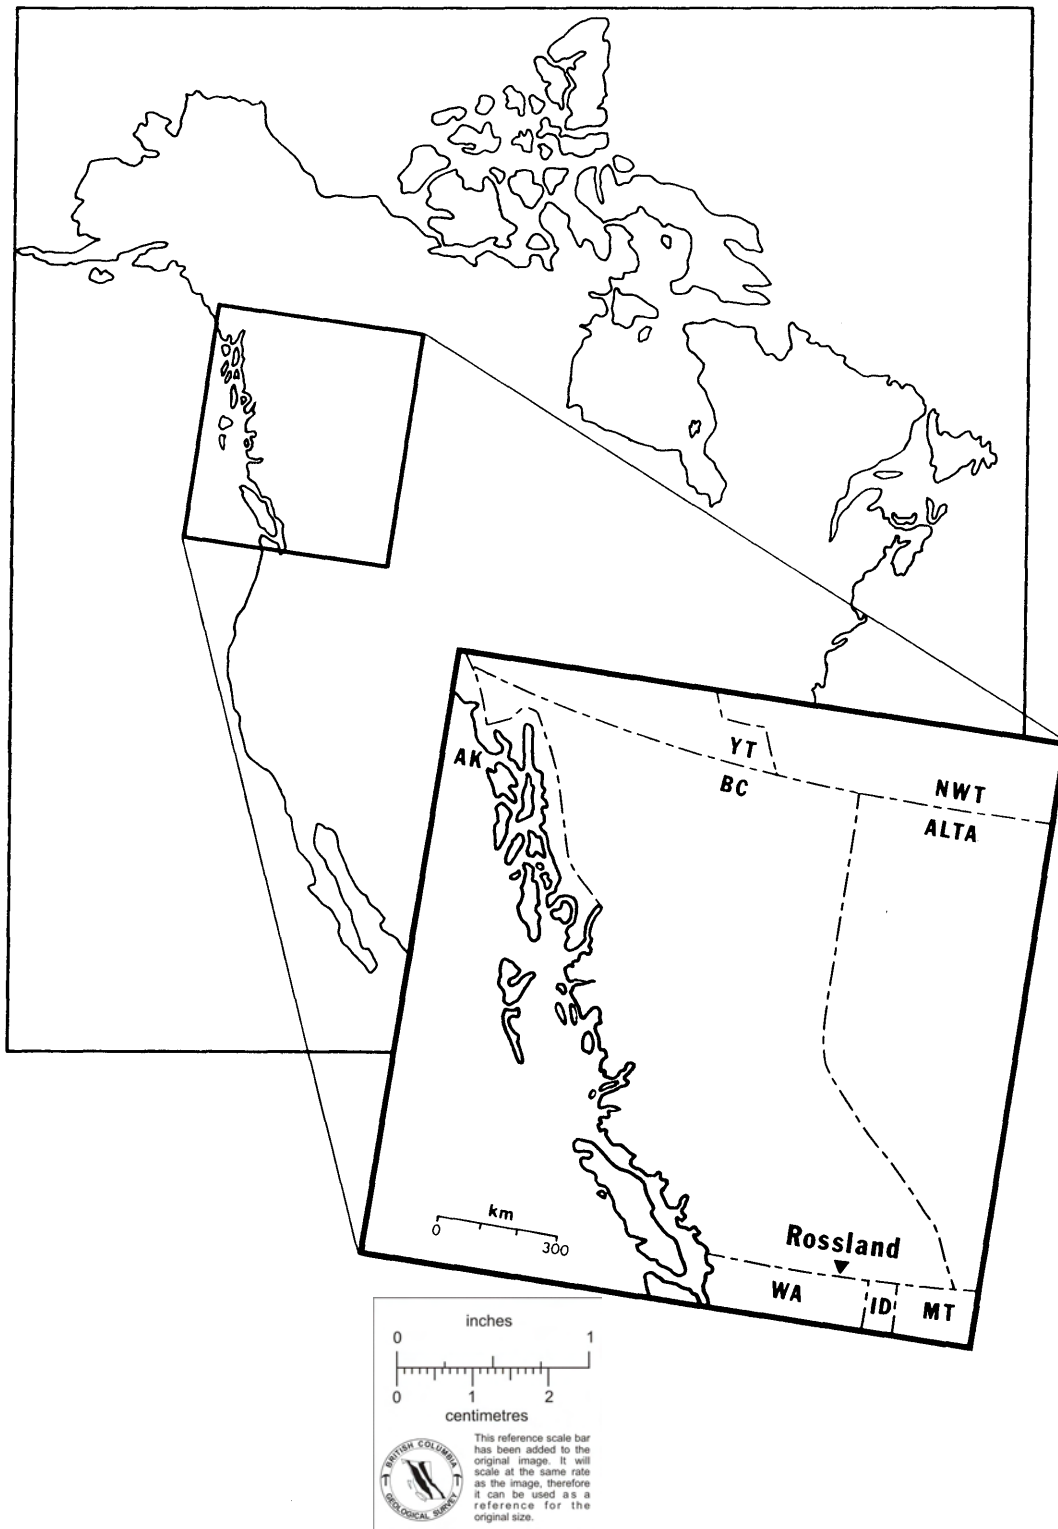 YT
AK
BC
NWT
ALTA
km
0
300
Rossland
WA
ID
MT
inches
0 1
0 1 2
centimetres
BRITISH COLUMBIA
GEOLOGICAL SURVEY
This reference scale bar
has been added to the
original image. It will
scale at the same rate
as the image, therefore
it can be used as a
reference for the
original size.